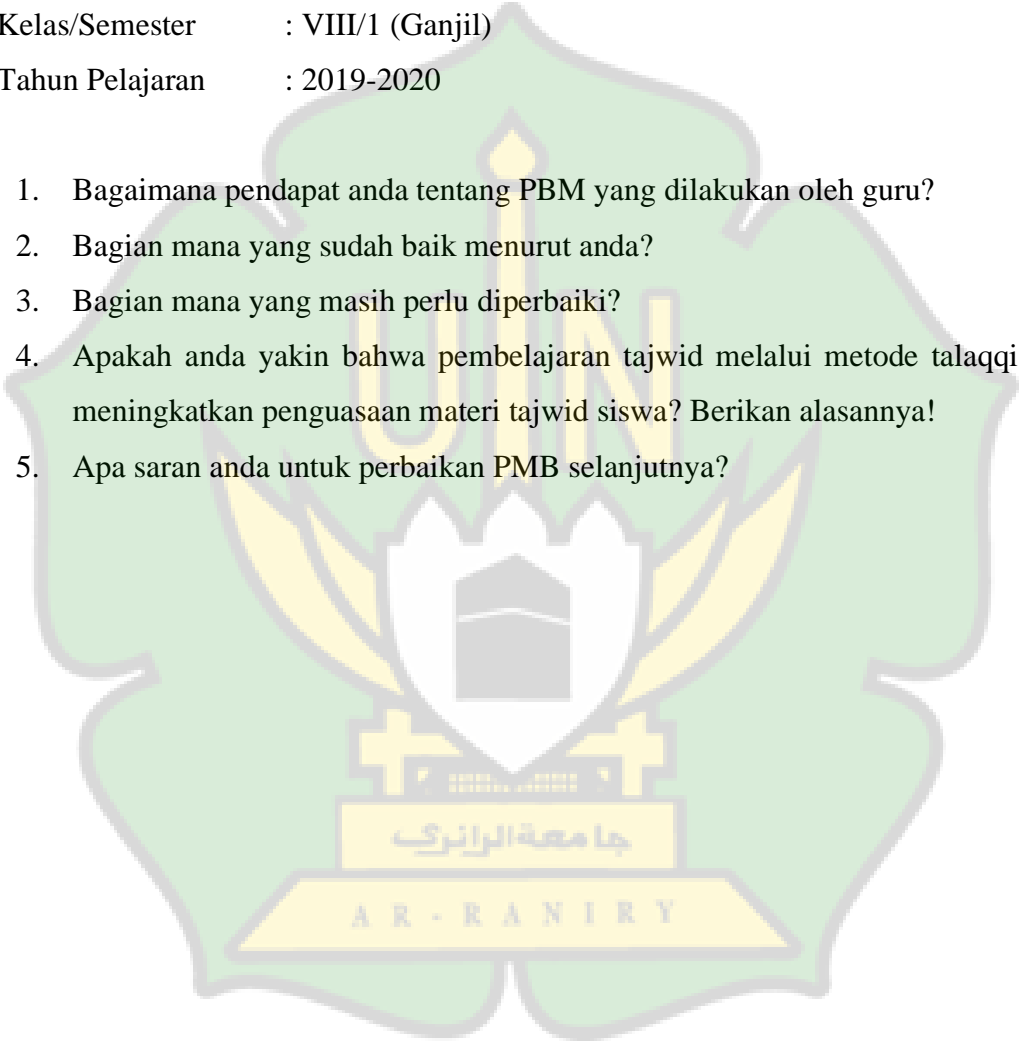 Kelas/Semester : VIII/1 (Ganjil)
Tahun Pelajaran : 2019-2020
1. Bagaimana pendapat anda tentang PBM yang dilakukan oleh guru?
2. Bagian mana yang sudah baik menurut anda?
3. Bagian mana yang masih perlu diperbaiki?
4. Apakah anda yakin bahwa pembelajaran tajwid melalui metode talaqqi
meningkatkan penguasaan materi tajwid siswa? Berikan alasannya!
5. Apa saran anda untuk perbaikan PMB selanjutnya?
UIN
جامعة الرانري
AR-RANIRY